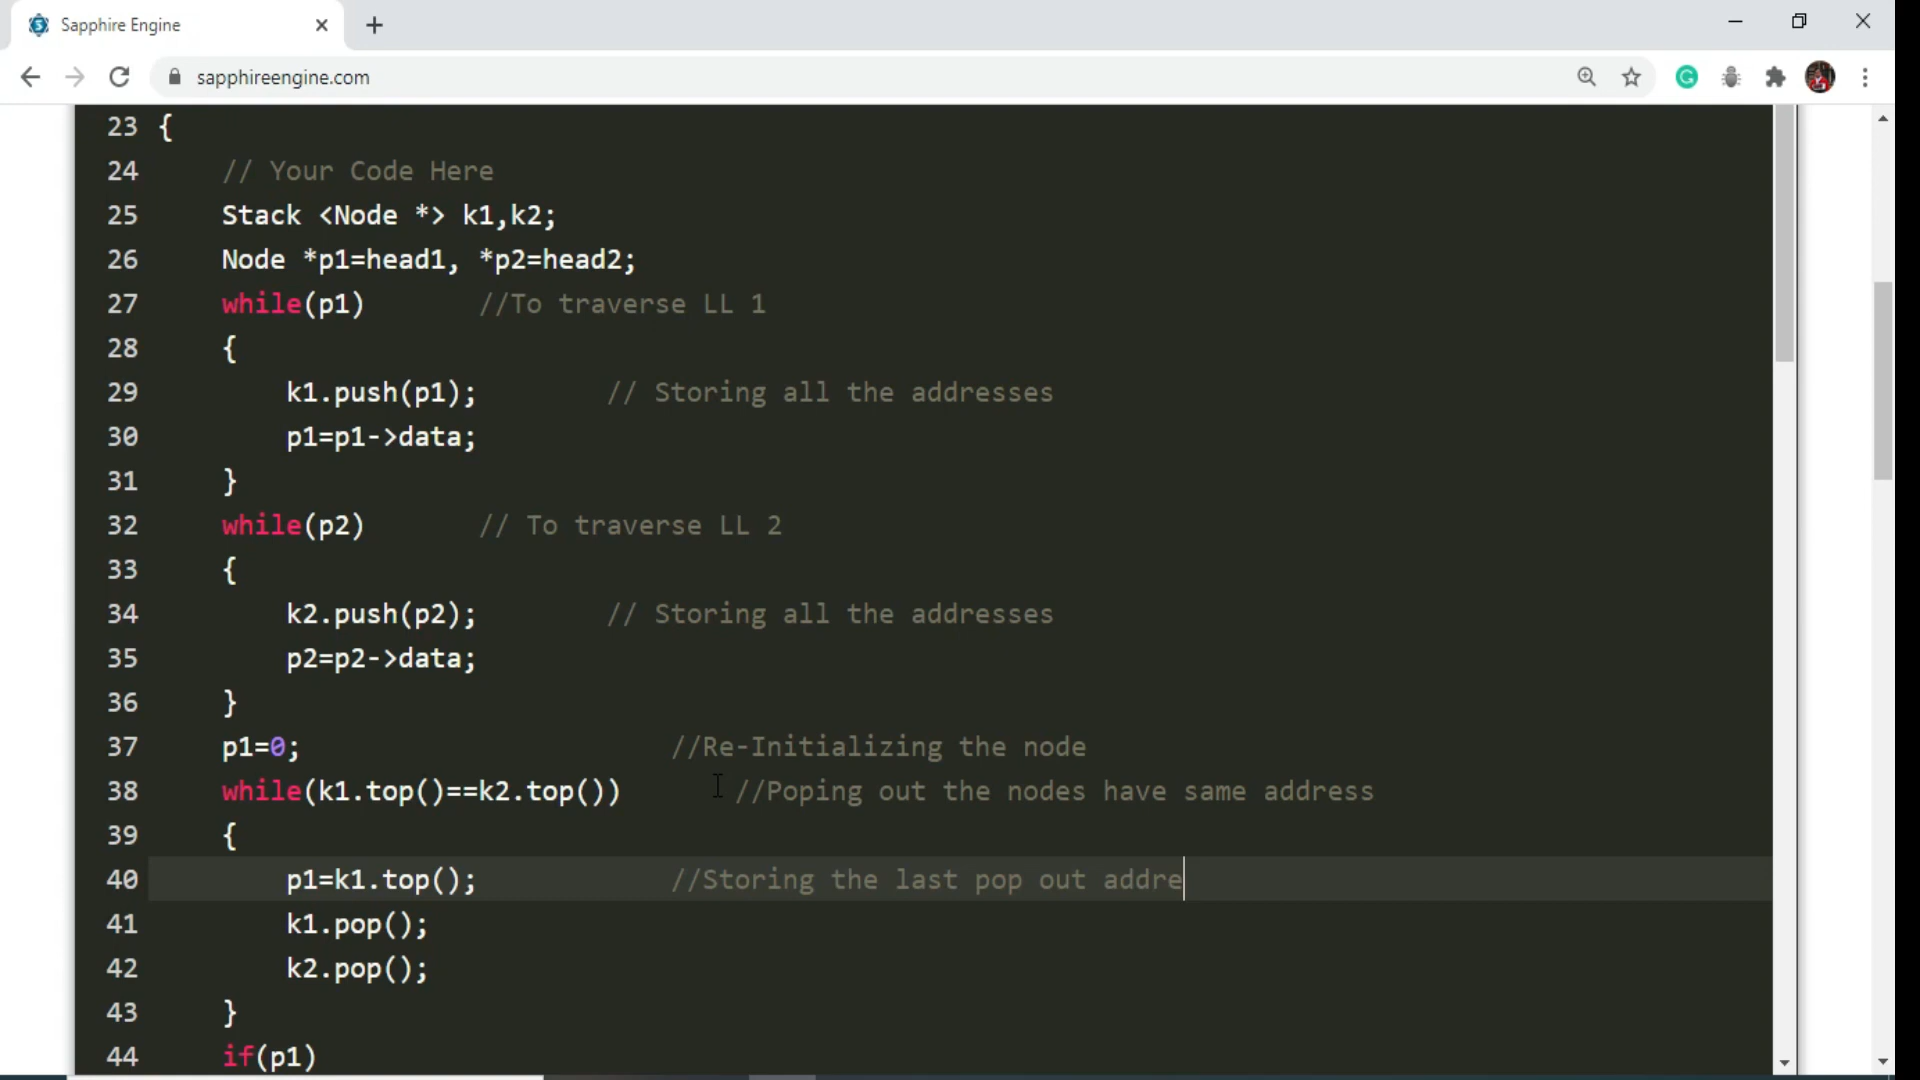 Sapphire Engine
sapphireengine.com
23 {
24 // Your Code Here
25 Stack <Node *> k1,k2;
26 Node *p1=head1, *p2=head2;
27 while(p1) //To traverse LL 1
28 {
29 k1.push(p1); // Storing all the addresses
30 p1=p1->data;
31 }
32 while(p2) // To traverse LL 2
33 {
34 k2.push(p2); // Storing all the addresses
35 p2=p2->data;
36 }
37 p1=0; //Re-Initializing the node
38 while(k1.top()==k2.top()) //Poping out the nodes have same address
39 {
40 p1=k1.top(); //Storing the last pop out addre
41 k1.pop();
42 k2.pop();
43 }
44 if(p1)